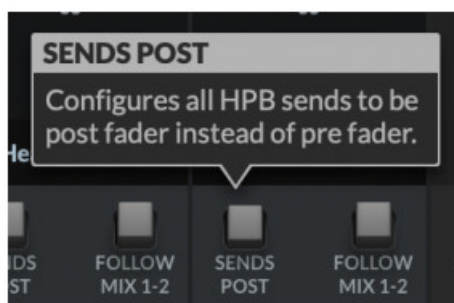 SENDS POST
Configures all HPB sends to be
post fader instead of pre fader.
FOLLOW
MIX 1-2
SENDS
POST
FOLLOW
MIX 1-2